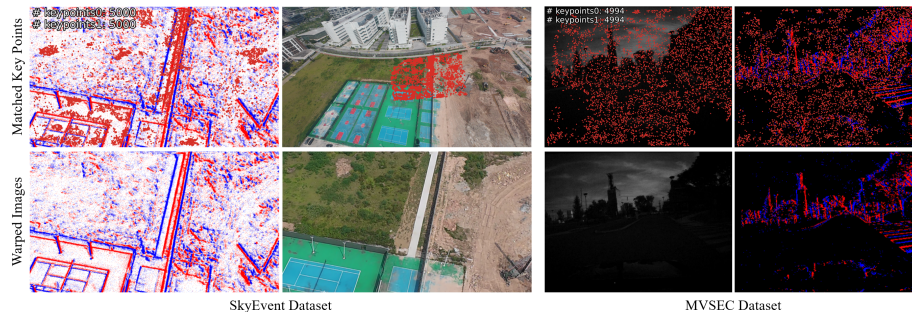 Matched Key Points
# keypoints0: 5000
# keypoints1: 5000
# keypoints0: 4994
# keypoints1: 4994
Warped Images
SkyEvent Dataset
MVSEC Dataset